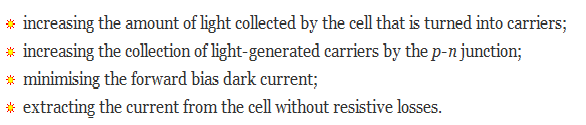 increasing the amount of light collected by the cell that is turned into carriers;
increasing the collection of light-generated carriers by the p-n junction;
minimising the forward bias dark current;
extracting the current from the cell without resistive losses.